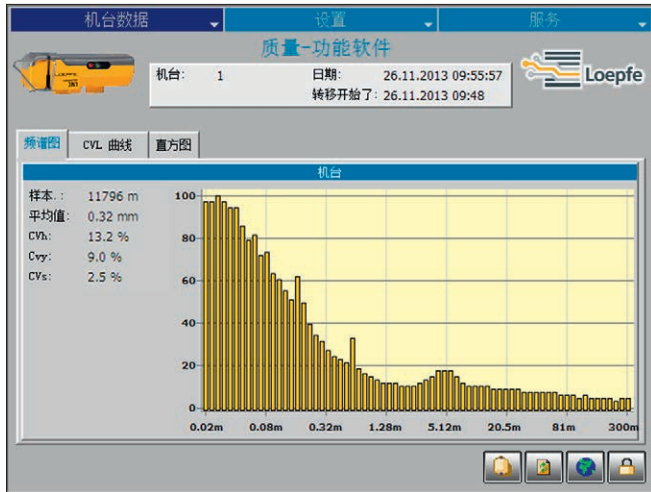 机台数据 设置 服务
质量-功能软件
机台: 1 日期: 26.11.2013 09:55:57
转移开始了: 26.11.2013 09:48
Loepfe
LOEPFE
频谱图 CVL 曲线 直方图
机台
样本.: 11796 m
平均值: 0.32 mm
CVh: 13.2 %
Cvy: 9.0 %
CVs: 2.5 %
100
80
60
40
20
0
0.02m 0.08m 0.32m 1.28m 5.12m 20.5m 81m 300m